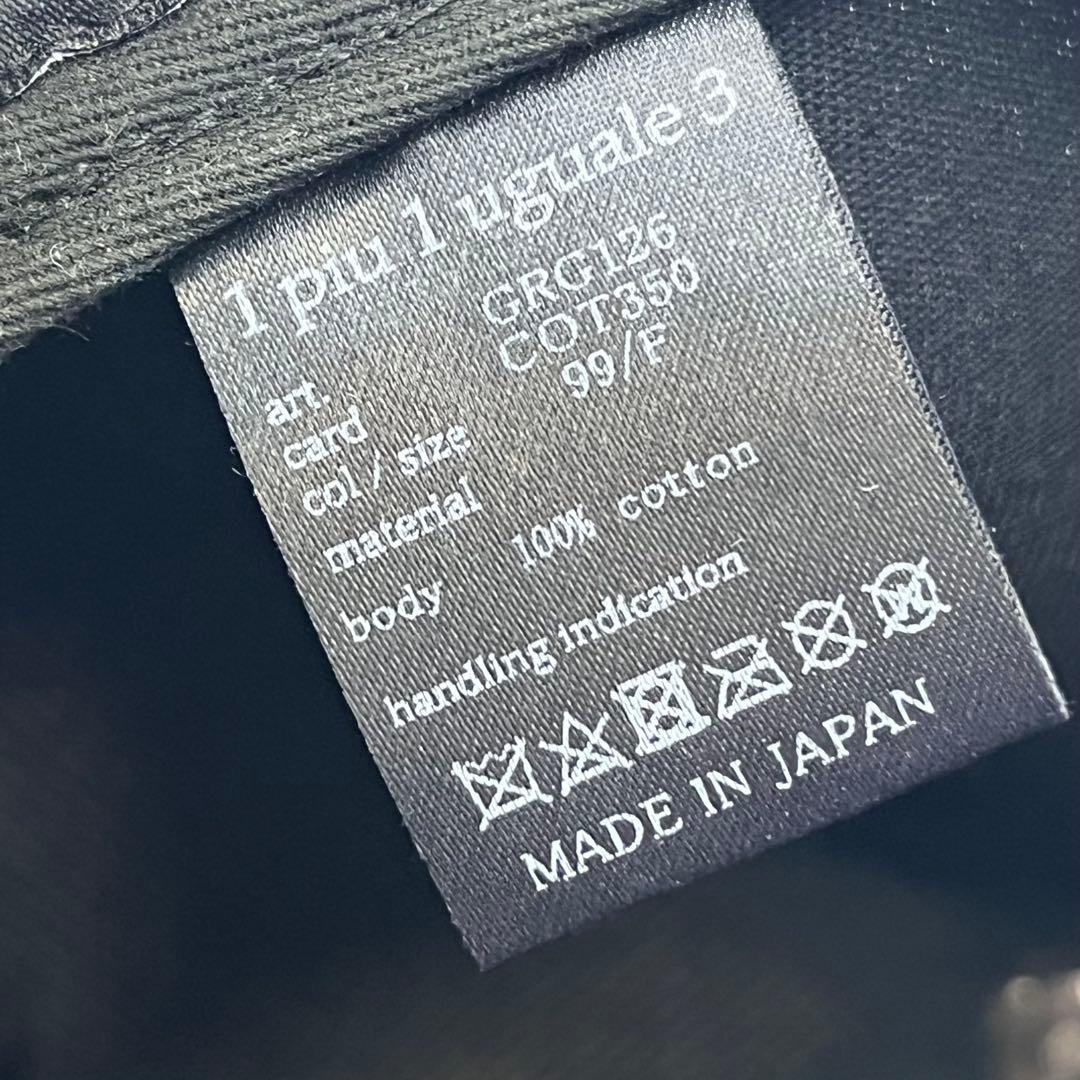 1 piu 1 uguale 3
art. GRG126
card COT350
col / size 99/F
material
body 100% cotton
handling indication
MADE IN JAPAN